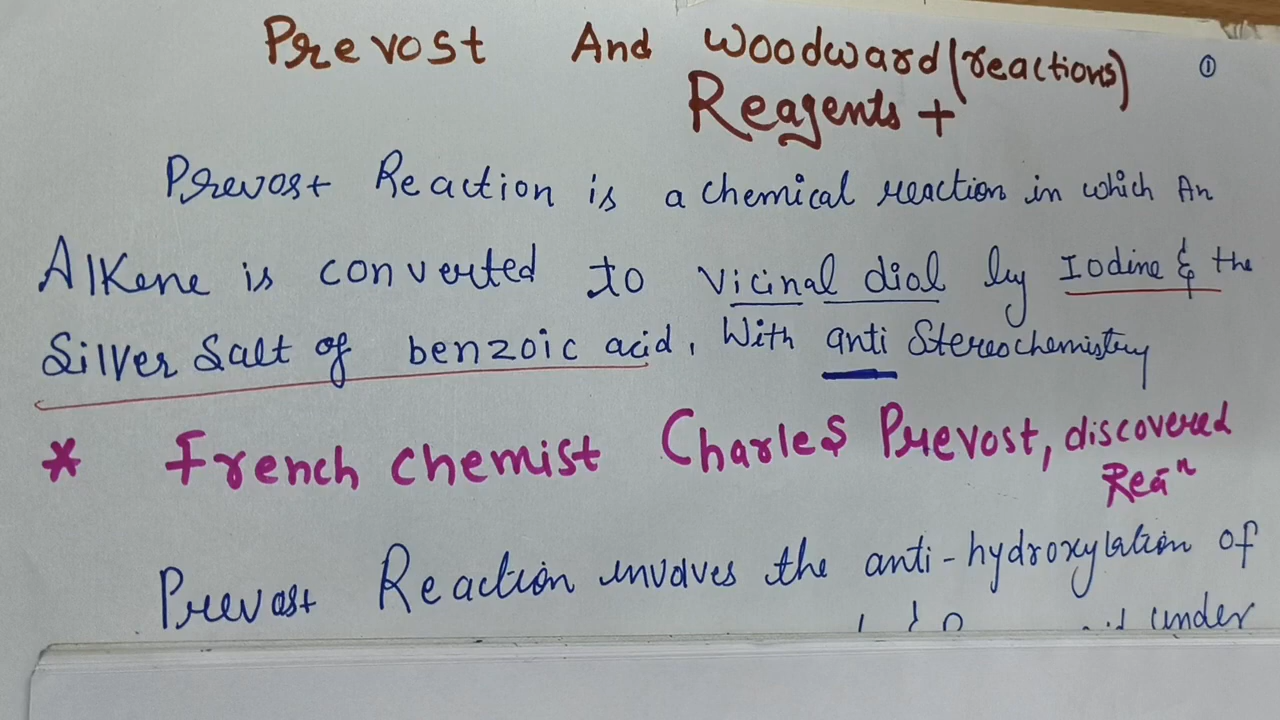 Prevost And Woodward (reactions) ①
Reagents +
Prevost Reaction is a chemical reaction in which An
Alkene is converted to Vicinal dial by Iodine & the
Silver Salt of benzoic acid, With anti Stereochemistry
* French chemist Charles Prevost, discovered
Reaⁿ
Prevost Reaction involves the anti-hydroxylation of
under